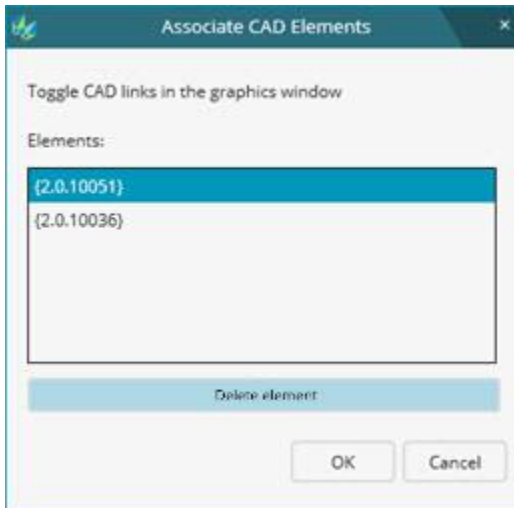 Associate CAD Elements
Toggle CAD links in the graphics window
Elements:
{2.0.10051}
{2.0.10036}
Delete element
OK Cancel